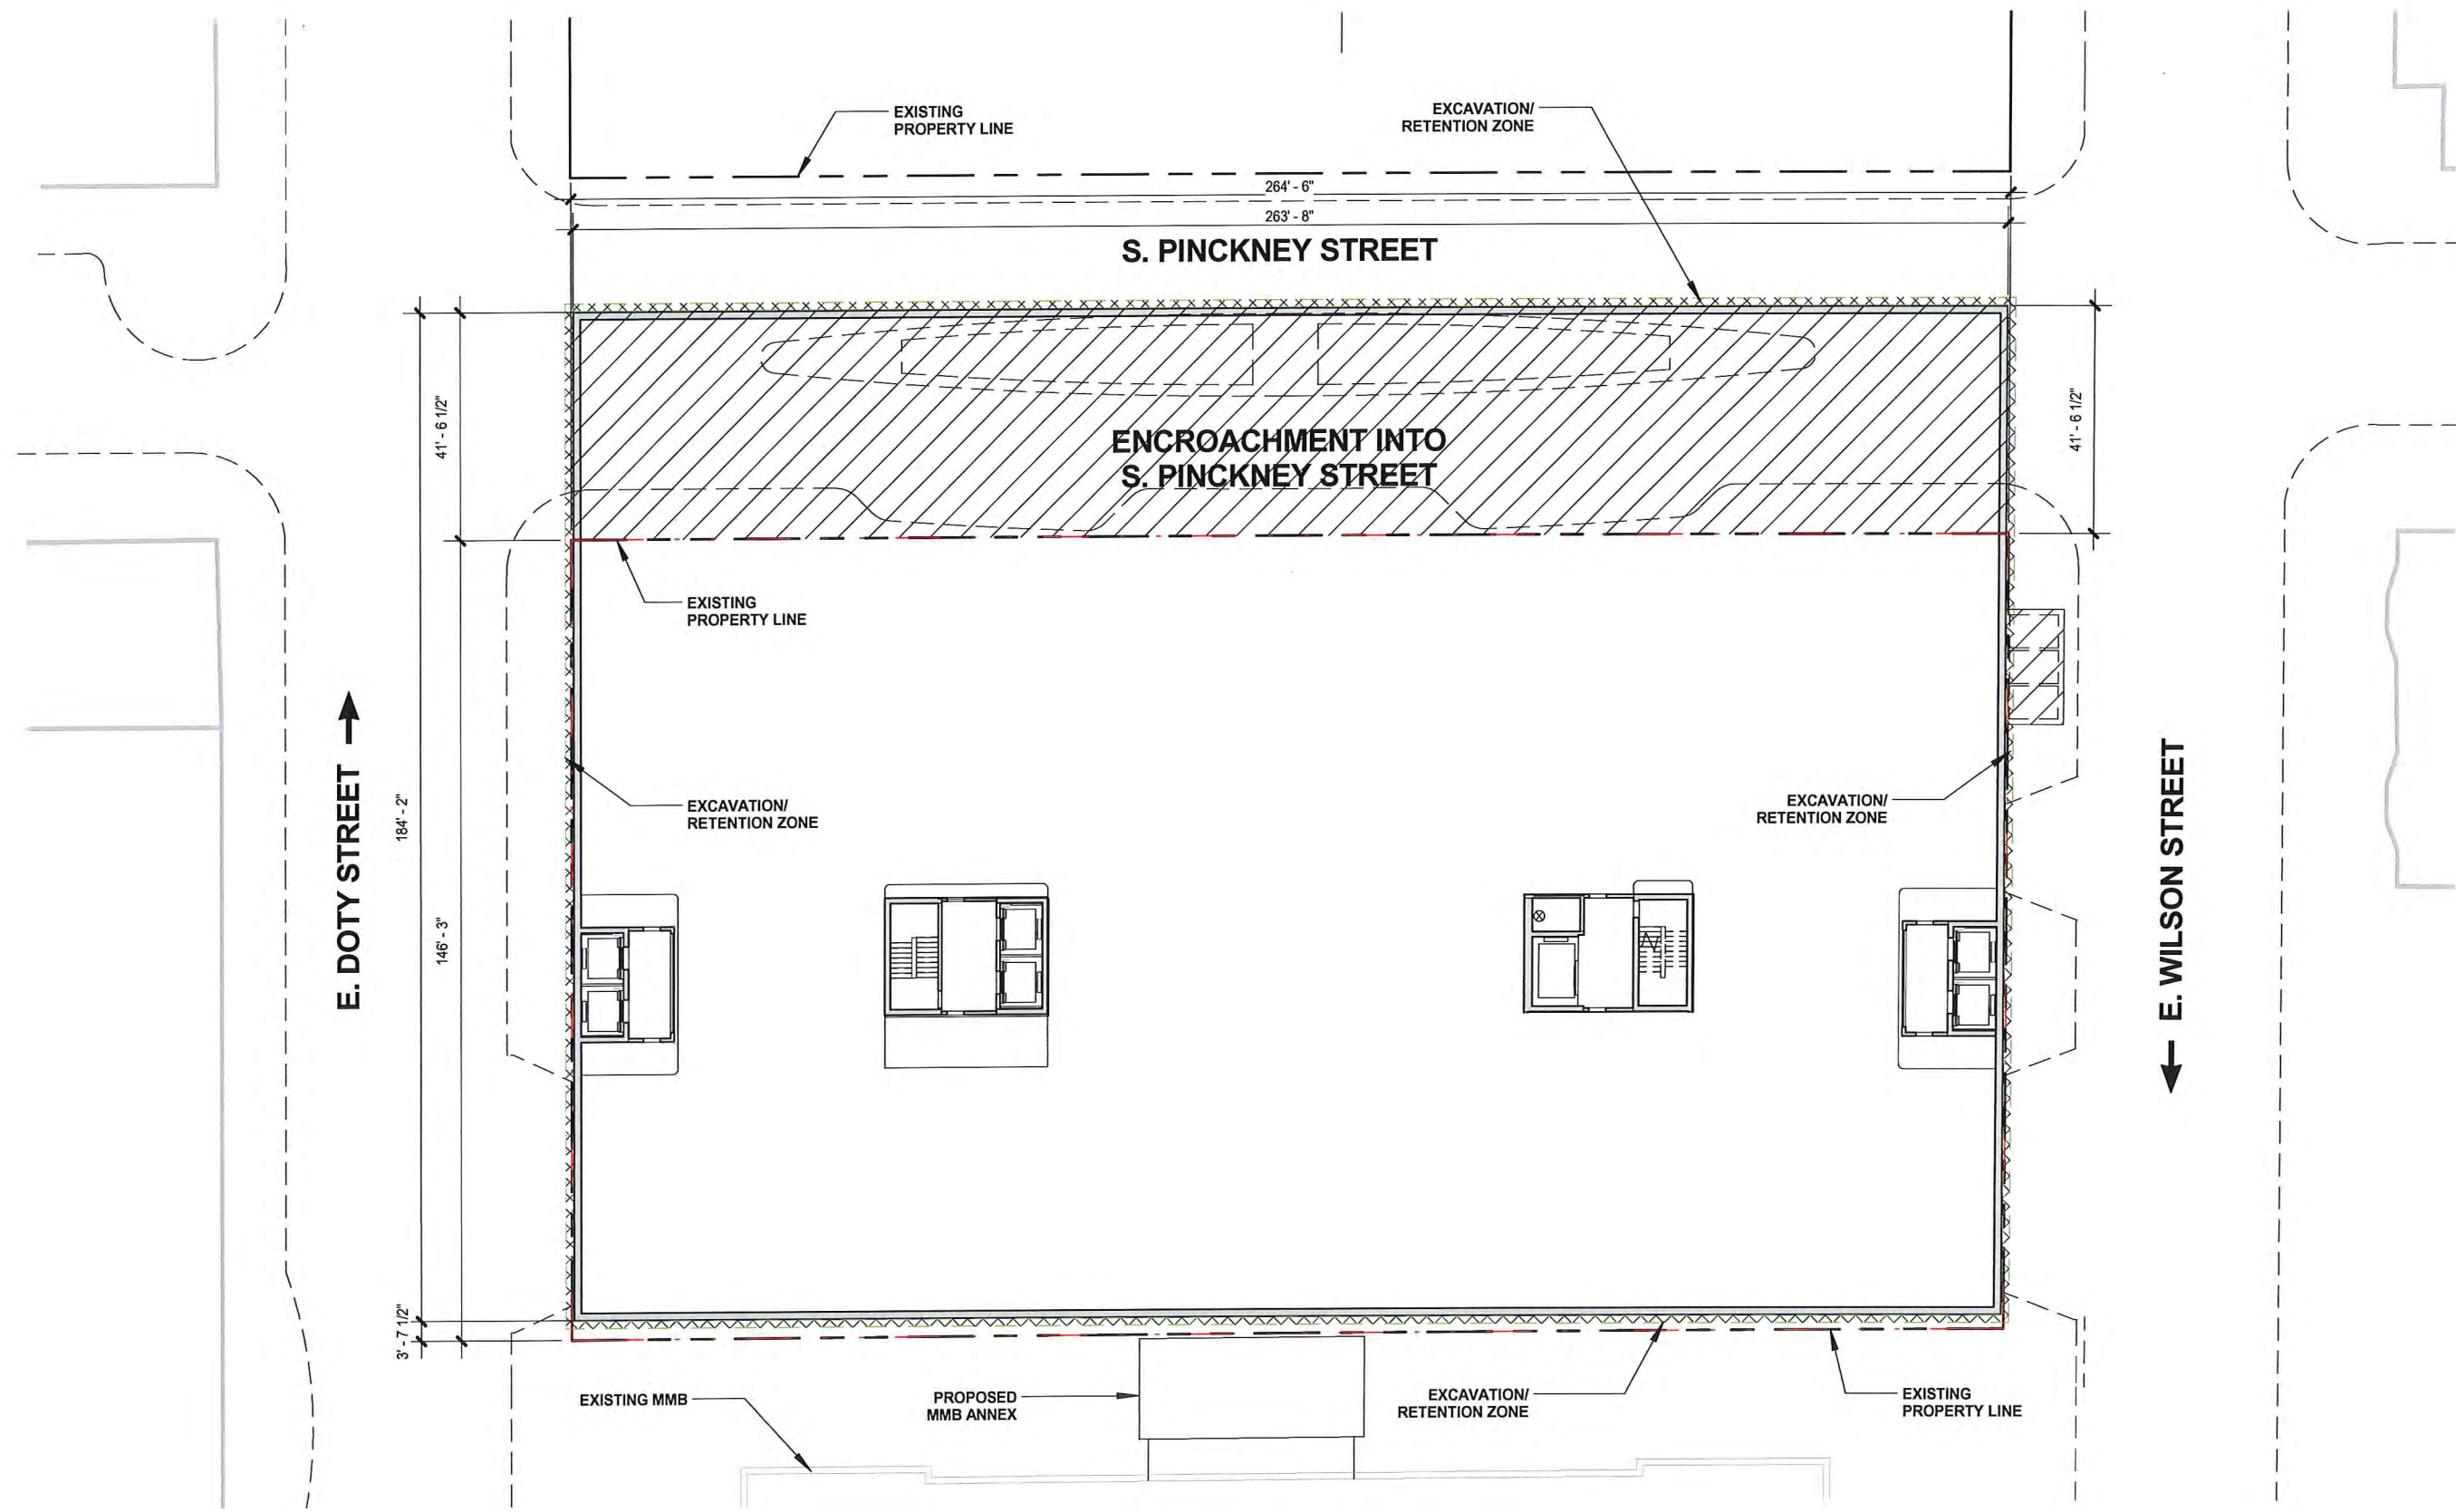 EXISTING
PROPERTY LINE
EXCAVATION/
RETENTION ZONE
264' - 6"
263' - 8"
S. PINCKNEY STREET
41' - 6 1/2"
41' - 6 1/2"
ENCROACHMENT INTO
S. PINCKNEY STREET
EXISTING
PROPERTY LINE
E. DOTY STREET
184' - 2"
146' - 3"
EXCAVATION/
RETENTION ZONE
EXCAVATION/
RETENTION ZONE
E. WILSON STREET
3' - 7 1/2"
EXISTING MMB
PROPOSED
MMB ANNEX
EXCAVATION/
RETENTION ZONE
EXISTING
PROPERTY LINE